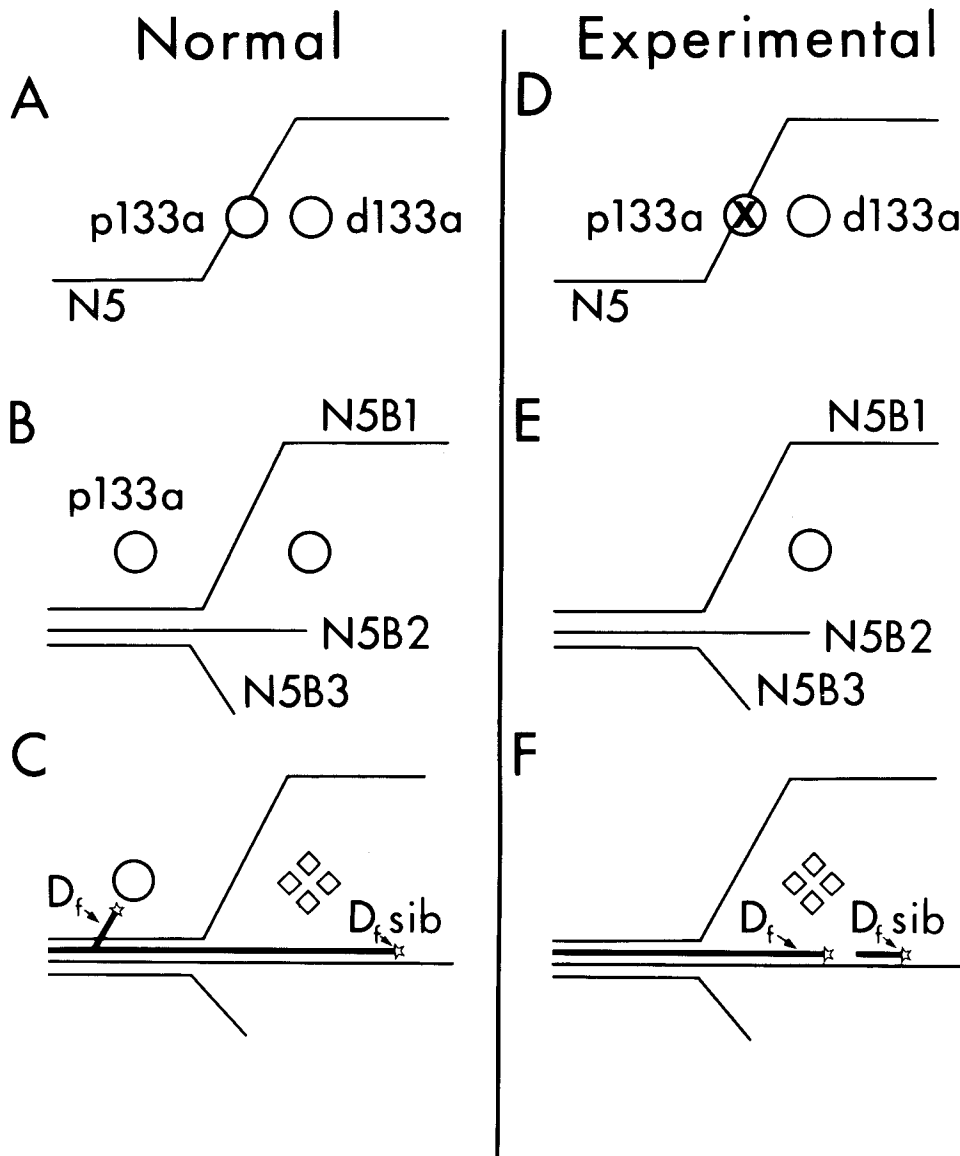 Normal
Experimental
A
p133a
d133a
N5
B
N5B1
p133a
N5B2
N5B3
C
Df
Dfsib
D
p133a
X
d133a
N5
E
N5B1
N5B2
N5B3
F
Df
Dfsib